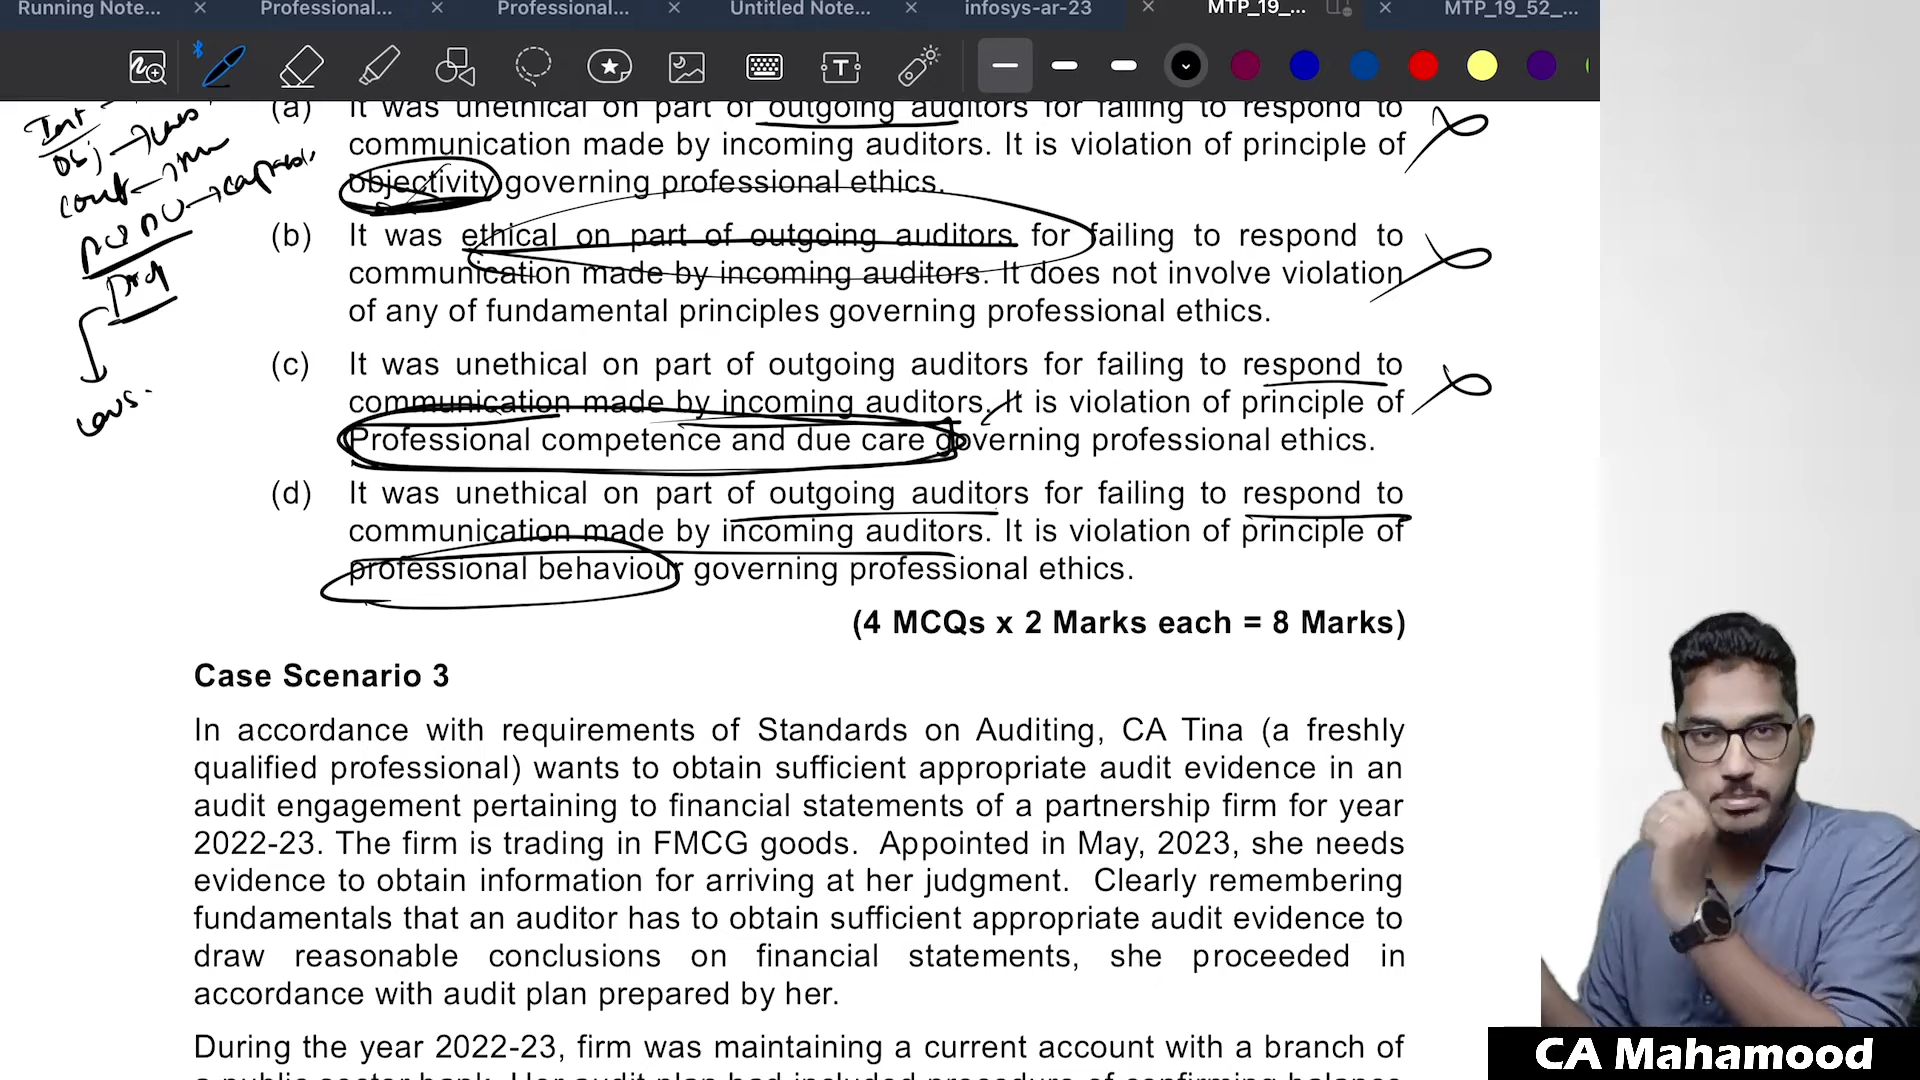 Running Note...
Professional...
Professional...
Untitled Note...
infosys-ar-23
MTP_19_...
MTP_19_52_...
(a) It was unethical on part of outgoing auditors for failing to respond to
communication made by incoming auditors. It is violation of principle of
objectivity governing professional ethics.
(b) It was ethical on part of outgoing auditors for failing to respond to
communication made by incoming auditors. It does not involve violation
of any of fundamental principles governing professional ethics.
(c) It was unethical on part of outgoing auditors for failing to respond to
communication made by incoming auditors. It is violation of principle of
Professional competence and due care governing professional ethics.
(d) It was unethical on part of outgoing auditors for failing to respond to
communication made by incoming auditors. It is violation of principle of
professional behaviour governing professional ethics.
(4 MCQs x 2 Marks each = 8 Marks)
Case Scenario 3
In accordance with requirements of Standards on Auditing, CA Tina (a freshly
qualified professional) wants to obtain sufficient appropriate audit evidence in an
audit engagement pertaining to financial statements of a partnership firm for year
2022-23. The firm is trading in FMCG goods. Appointed in May, 2023, she needs
evidence to obtain information for arriving at her judgment. Clearly remembering
fundamentals that an auditor has to obtain sufficient appropriate audit evidence to
draw reasonable conclusions on financial statements, she proceeded in
accordance with audit plan prepared by her.
During the year 2022-23, firm was maintaining a current account with a branch of
CA Mahamood